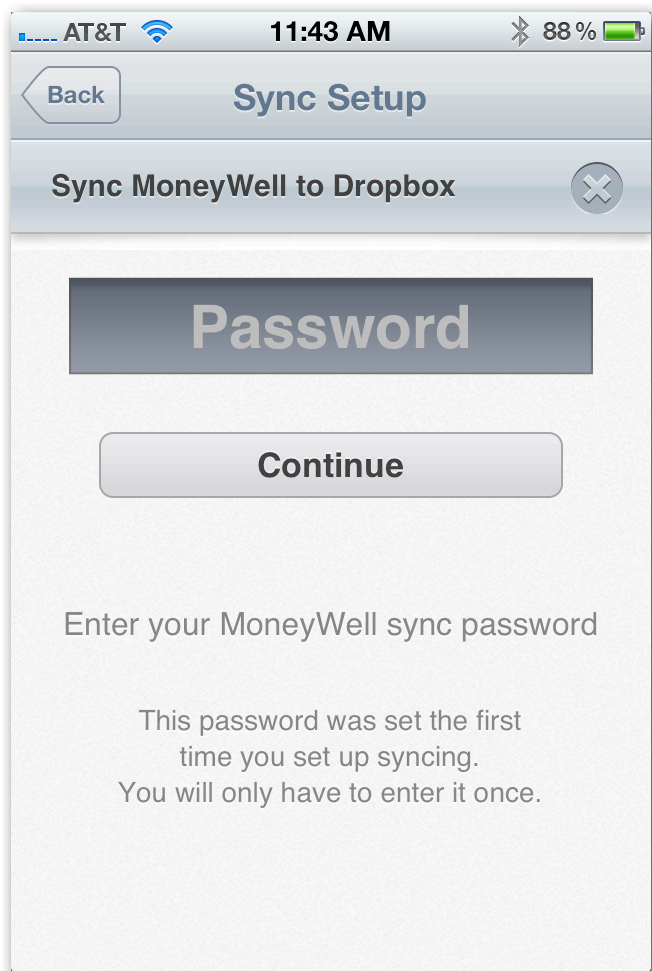 AT&T 11:43 AM 88 %
Back Sync Setup
Sync MoneyWell to Dropbox
Password
Continue
Enter your MoneyWell sync password
This password was set the first
time you set up syncing.
You will only have to enter it once.